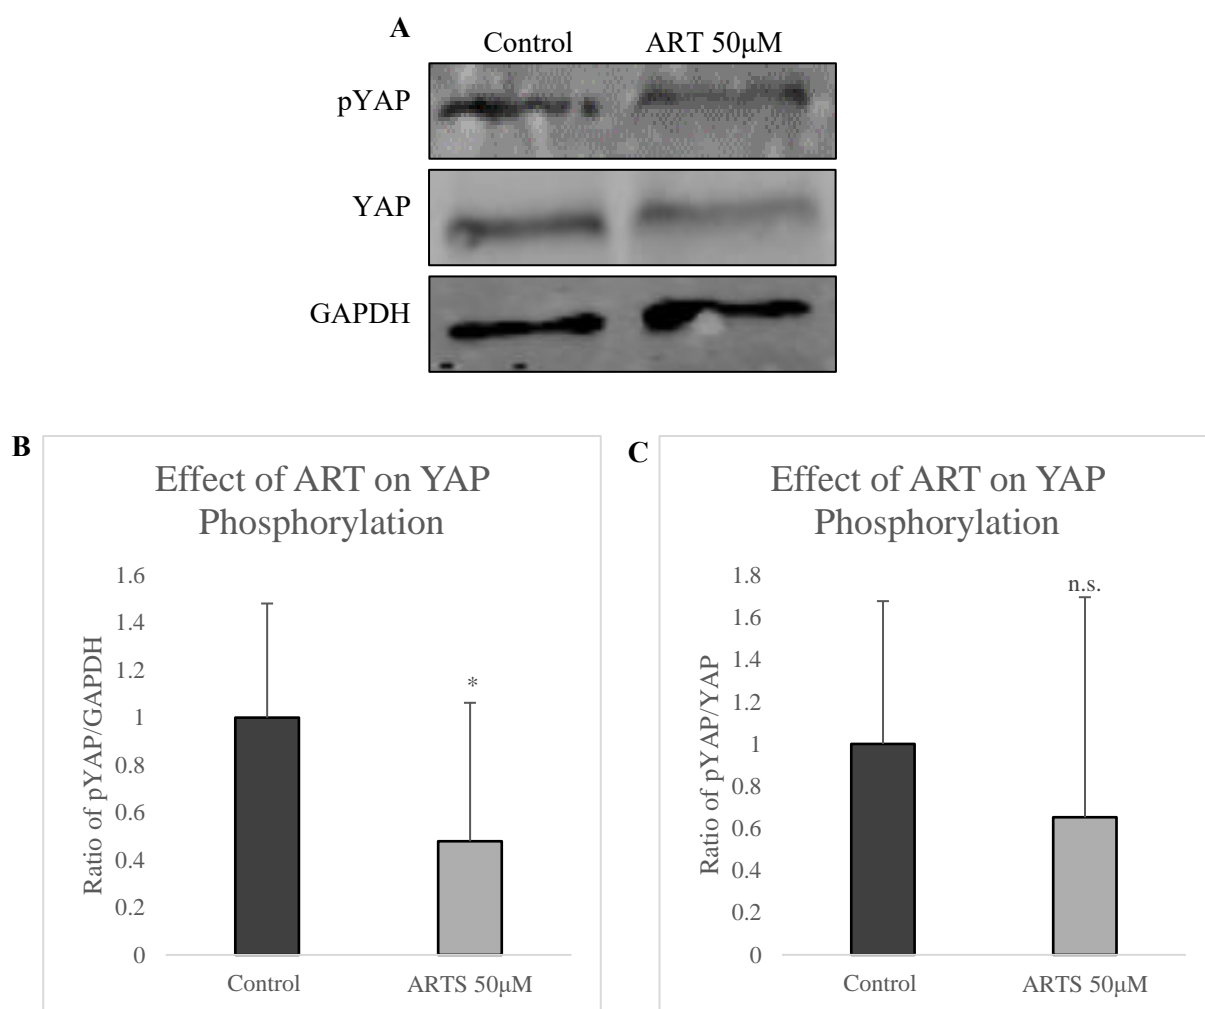 A
Control
ART 50μM
pYAP
YAP
GAPDH
B
Effect of ART on YAP
Phosphorylation
Ratio of pYAP/GAPDH
1.6
1.4
1.2
1
0.8
0.6
0.4
0.2
0
*
Control
ARTS 50μM
C
Effect of ART on YAP
Phosphorylation
Ratio of pYAP/YAP
1.8
1.6
1.4
1.2
1
0.8
0.6
0.4
0.2
0
n.s.
Control
ARTS 50μM